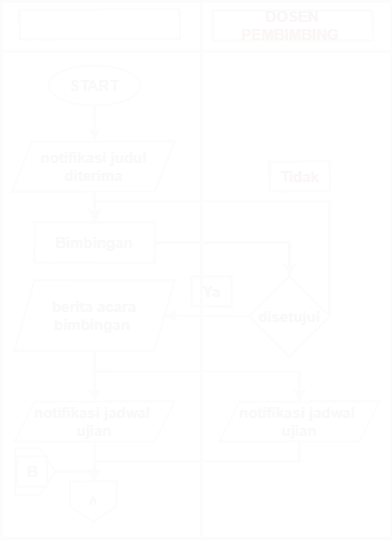 DOSEN
PEMBIMBING
START
notifikasi judul
diterima
Tidak
Bimbingan
Ya
berita acara
bimbingan
disetujui
notifikasi jadwal
ujian
notifikasi jadwal
ujian
B
A